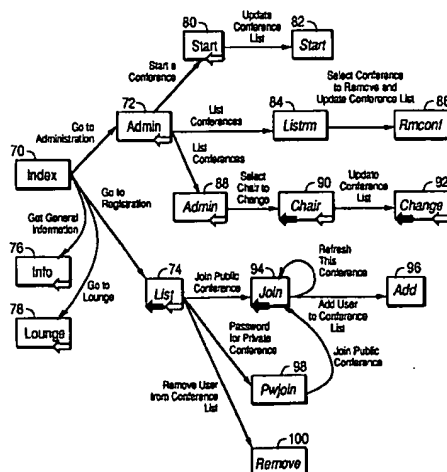 80
Start
Update
Conference
List
82
Start
Start a
Conference
Select Conference
to Remove and
Update Conference List
72
Admin
List
Conferences
84
Listrm
86
Rmconf
Go to
Administration
List
Conferences
70
Index
Go to
Registration
88
Admin
Select
Chair to
Change
90
Chair
Update
Conference
List
92
Change
Got General
Information
76
Info
Go to
Lounge
78
Lounge
74
List
Join Public
Conference
94
Join
Refresh
This
Conference
Add User
to Conference
List
96
Add
Password
for Private
Conference
98
Pwjoin
Join Public
Conference
Remove User
from Conference
List
100
Remove